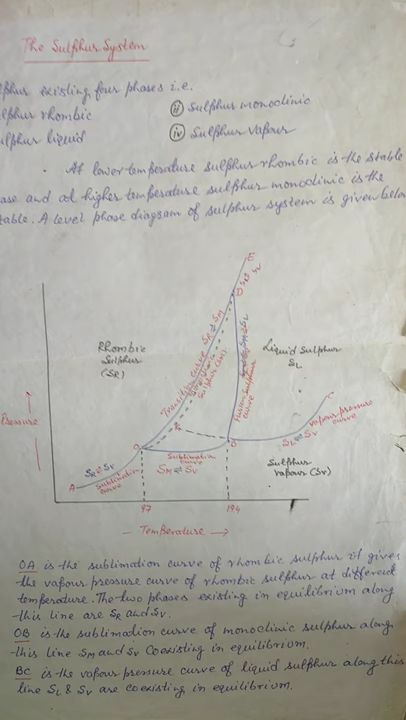 The Sulphur System
lphur existing four phases i.e.
lphur rhombic (ii) Sulphur monoclinic
lphur liquid (iv) Sulphur Vapour
At lower temperature sulphur rhombic is the stable
ase and at higher temperature sulphur monoclinic is the
table. A level phase diagram of sulphur system is given below
E
D
Rhombic
Sulphur
(SR)
Transition curve SR ⇌ SM
Sulphur (SM)
Fusion Sulphur
curve
Liquid Sulphur
SL
C
Vapour pressure
curve
SL ⇌ SV
Pressure
O
B
SR ⇌ SV
Sublimation
curve
A
Sublimation
curve
SM ⇌ SV
Sulphur
vapour (SV)
97
194
— Temperature →
OA is the sublimation curve of rhombic sulphur it gives
the vapour pressure curve of rhombic sulphur at different
temperature. The two phases existing in equilibrium along
this line are SR and SV.
OB is the sublimation curve of monoclinic sulphur along
this line SM and SV coexisting in equilibrium.
BC is the vapour pressure curve of liquid sulphur along this
line SL & SV are coexisting in equilibrium.